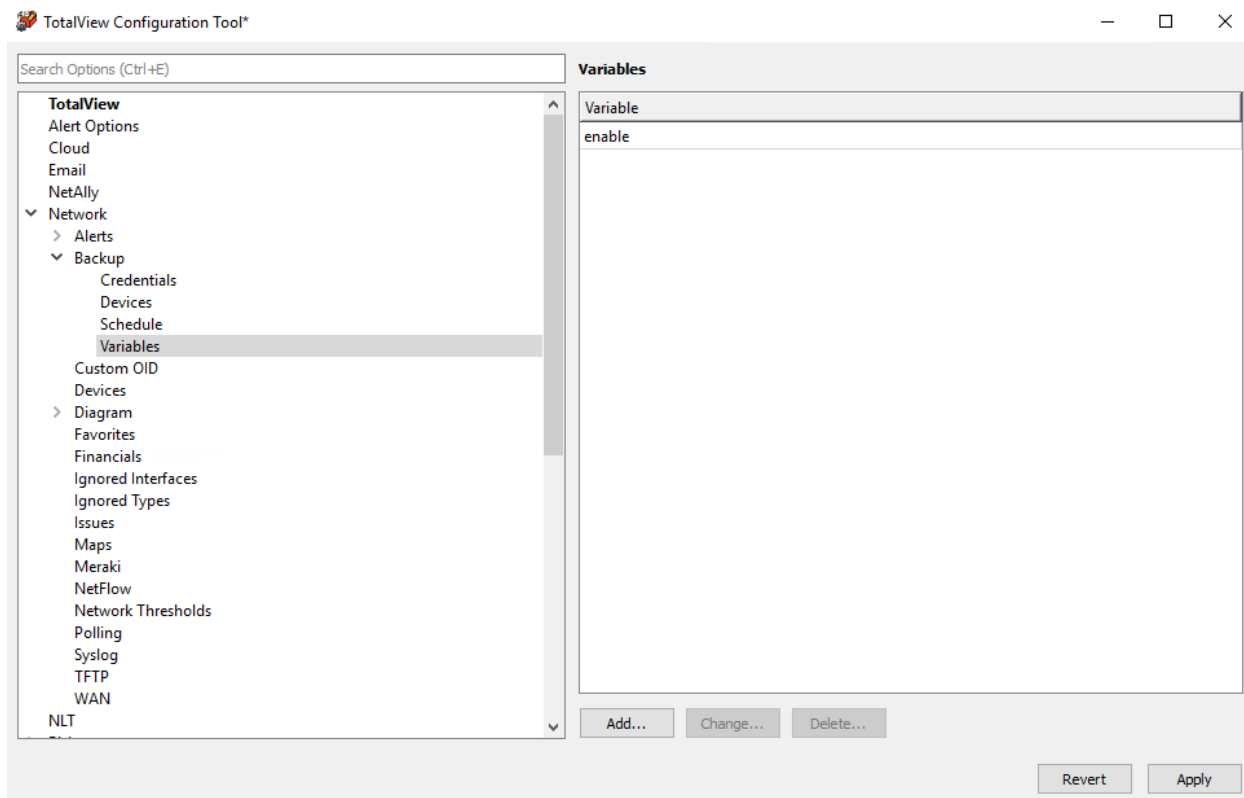 TotalView Configuration Tool*
Search Options (Ctrl+E)
TotalView
Alert Options
Cloud
Email
NetAlly
Network
Alerts
Backup
Credentials
Devices
Schedule
Variables
Custom OID
Devices
Diagram
Favorites
Financials
Ignored Interfaces
Ignored Types
Issues
Maps
Meraki
NetFlow
Network Thresholds
Polling
Syslog
TFTP
WAN
NLT
Variables
Variable
enable
Add... Change... Delete...
Revert Apply